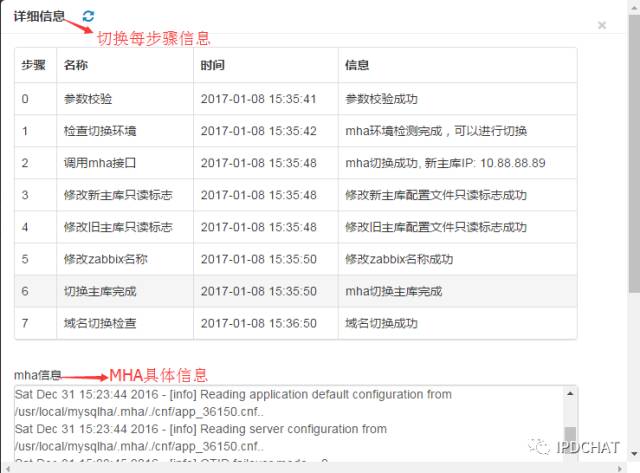 详细信息
切换每步骤信息
×
步骤 名称 时间 信息
0 参数校验 2017-01-08 15:35:41 参数校验成功
1 检查切换环境 2017-01-08 15:35:42 mha环境检测完成，可以进行切换
2 调用mha接口 2017-01-08 15:35:48 mha切换成功, 新主库IP: 10.88.88.89
3 修改新主库只读标志 2017-01-08 15:35:48 修改新主库配置文件只读标志成功
4 修改旧主库只读标志 2017-01-08 15:35:48 修改旧主库配置文件只读标志成功
5 修改zabbix名称 2017-01-08 15:35:50 修改zabbix名称成功
6 切换主库完成 2017-01-08 15:35:50 mha切换主库完成
7 域名切换检查 2017-01-08 15:36:50 域名切换成功
mha信息 MHA具体信息
Sat Dec 31 15:23:44 2016 - [info] Reading application default configuration from
/usr/local/mysqlha/.mha/./cnf/app_36150.cnf..
Sat Dec 31 15:23:44 2016 - [info] Reading server configuration from
/usr/local/mysqlha/.mha/./cnf/app_36150.cnf..
IPDCHAT